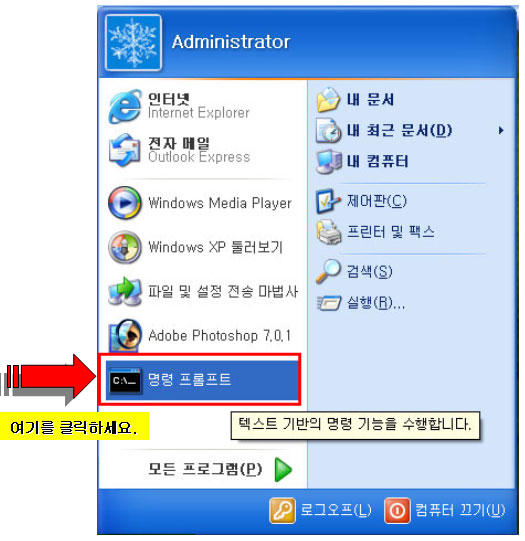 Administrator
인터넷
Internet Explorer
전자 메일
Outlook Express
Windows Media Player
Windows XP 둘러보기
파일 및 설정 전송 마법사
Adobe Photoshop 7,0,1
C:\_ 명령 프롬프트
여기를 클릭하세요.
텍스트 기반의 명령 기능을 수행합니다.
모든 프로그램(P)
내 문서
내 최근 문서(D)
내 컴퓨터
제어판(C)
프린터 및 팩스
검색(S)
실행(R)...
로그오프(L)
컴퓨터 끄기(U)